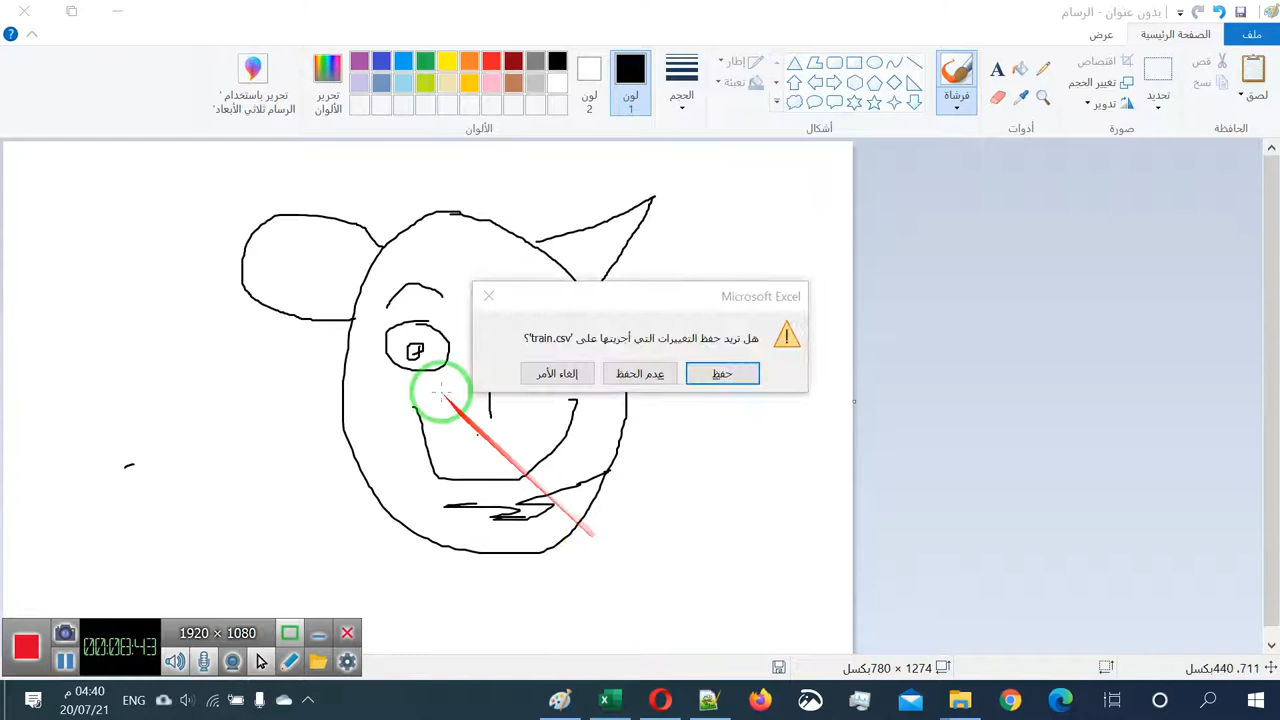 بدون عنوان - الرسام
ملف
الصفحة الرئيسية
عرض
لصق
قص
نسخ
الحافظة
تحديد
اقتصاص
تغيير الحجم
تدوير
صورة
أدوات
فرشاة
إطار
تعبئة
أشكال
الحجم
لون 1
لون 2
تحرير الألوان
الألوان
تحرير باستخدام ' الرسام ثلاثي الأبعاد'
Microsoft Excel
هل تريد حفظ التغييرات التي أجريتها على 'train.csv'؟
حفظ
عدم الحفظ
إلغاء الأمر
00:08:43
1920 × 1080
711، 440بكسل
1274 × 780بكسل
04:40 م
20/07/21
ENG